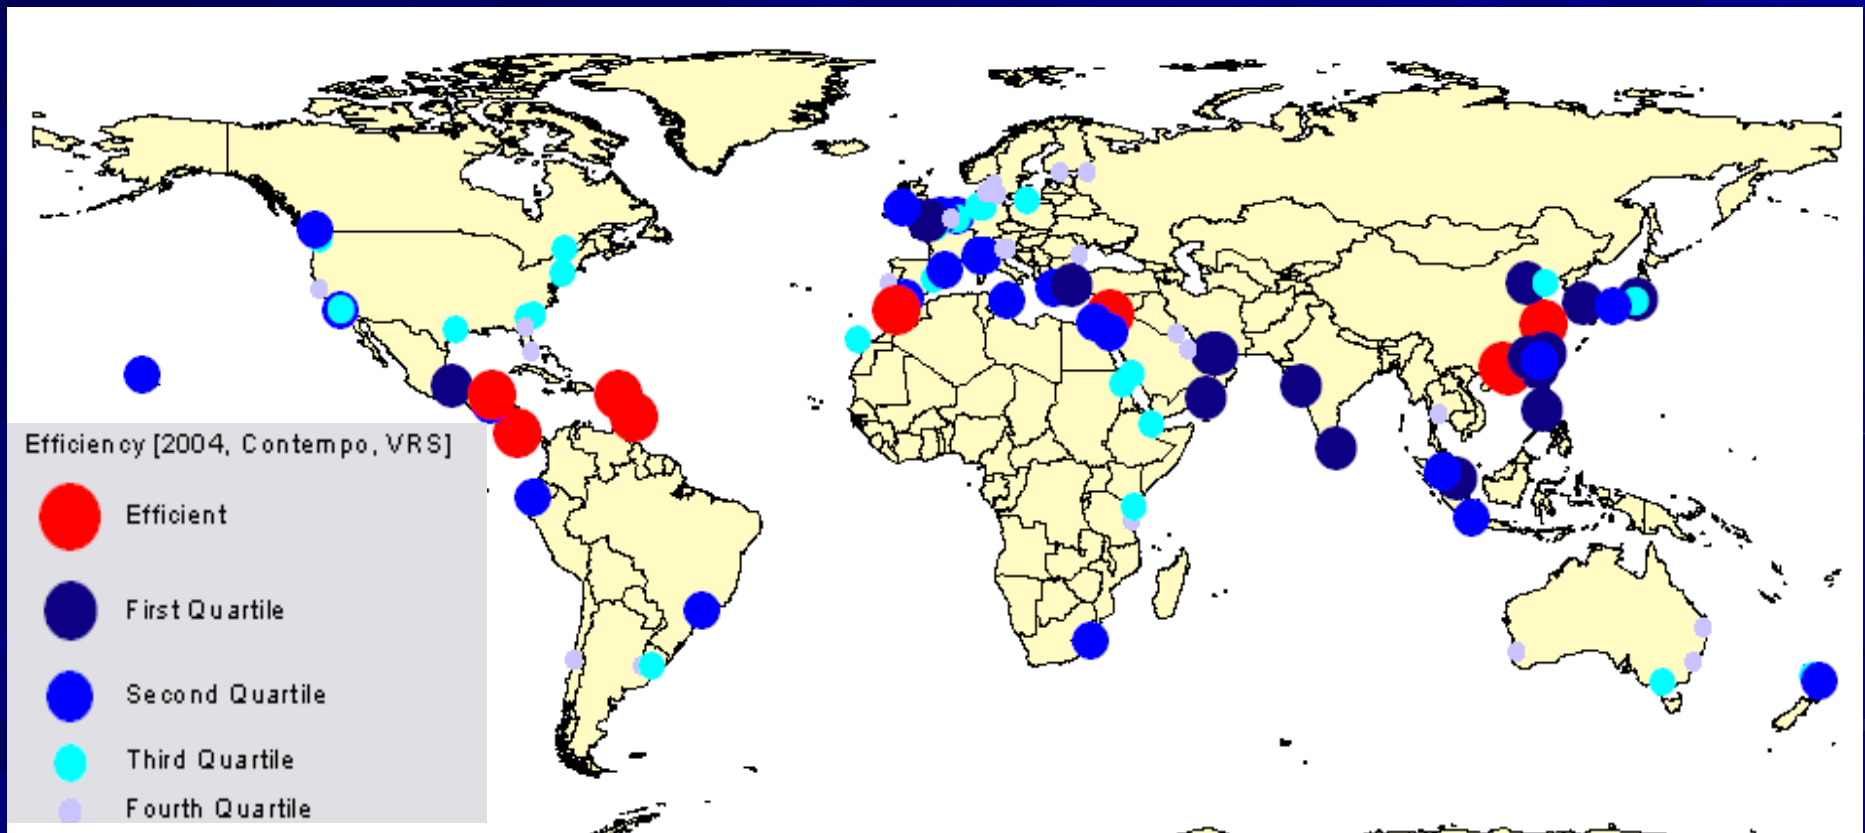 Efficiency [2004, Contempo, VRS]
Efficient
First Quartile
Second Quartile
Third Quartile
Fourth Quartile